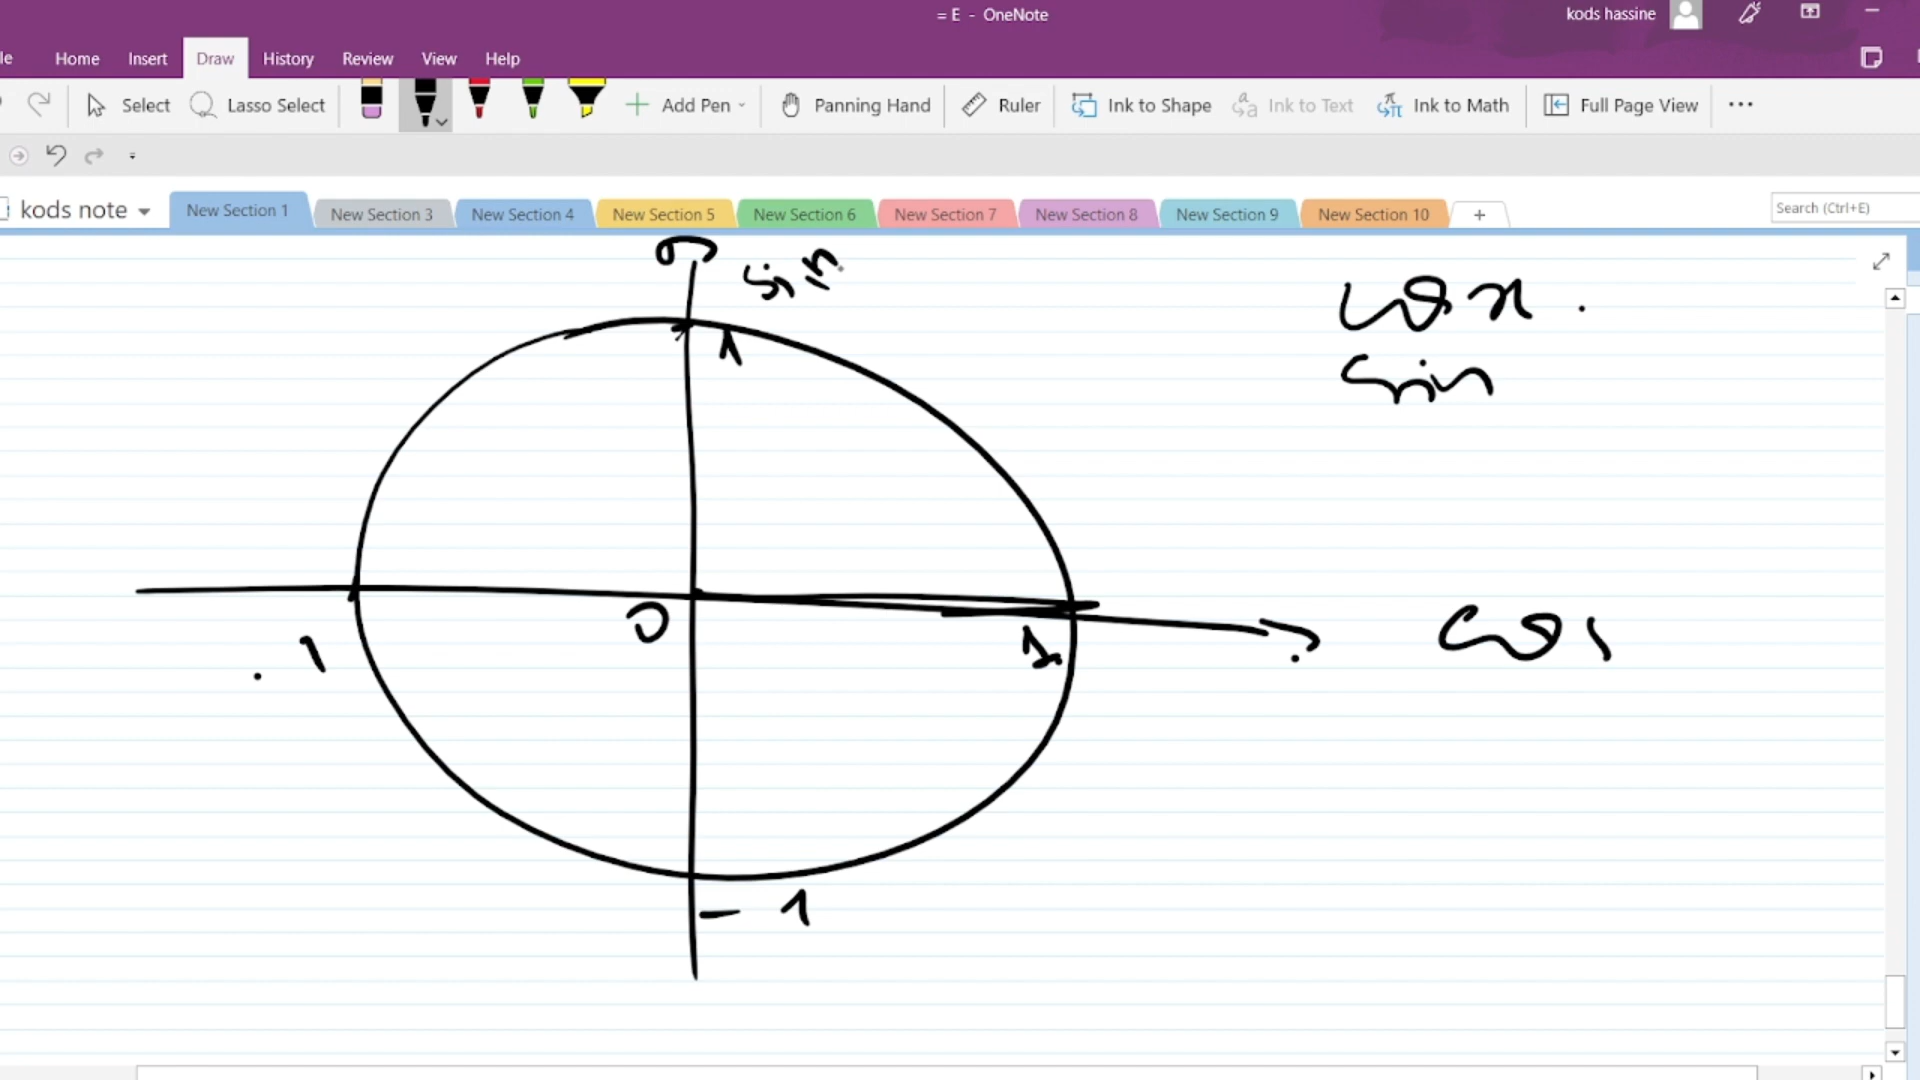 = E - OneNote
kods hassine
le Home Insert Draw History Review View Help
Select Lasso Select Add Pen Panning Hand Ruler Ink to Shape Ink to Text Ink to Math Full Page View
kods note New Section 1 New Section 3 New Section 4 New Section 5 New Section 6 New Section 7 New Section 8 New Section 9 New Section 10 +
Search (Ctrl+E)
sin
cos x
1
sin
0
1
1
cos
- 1